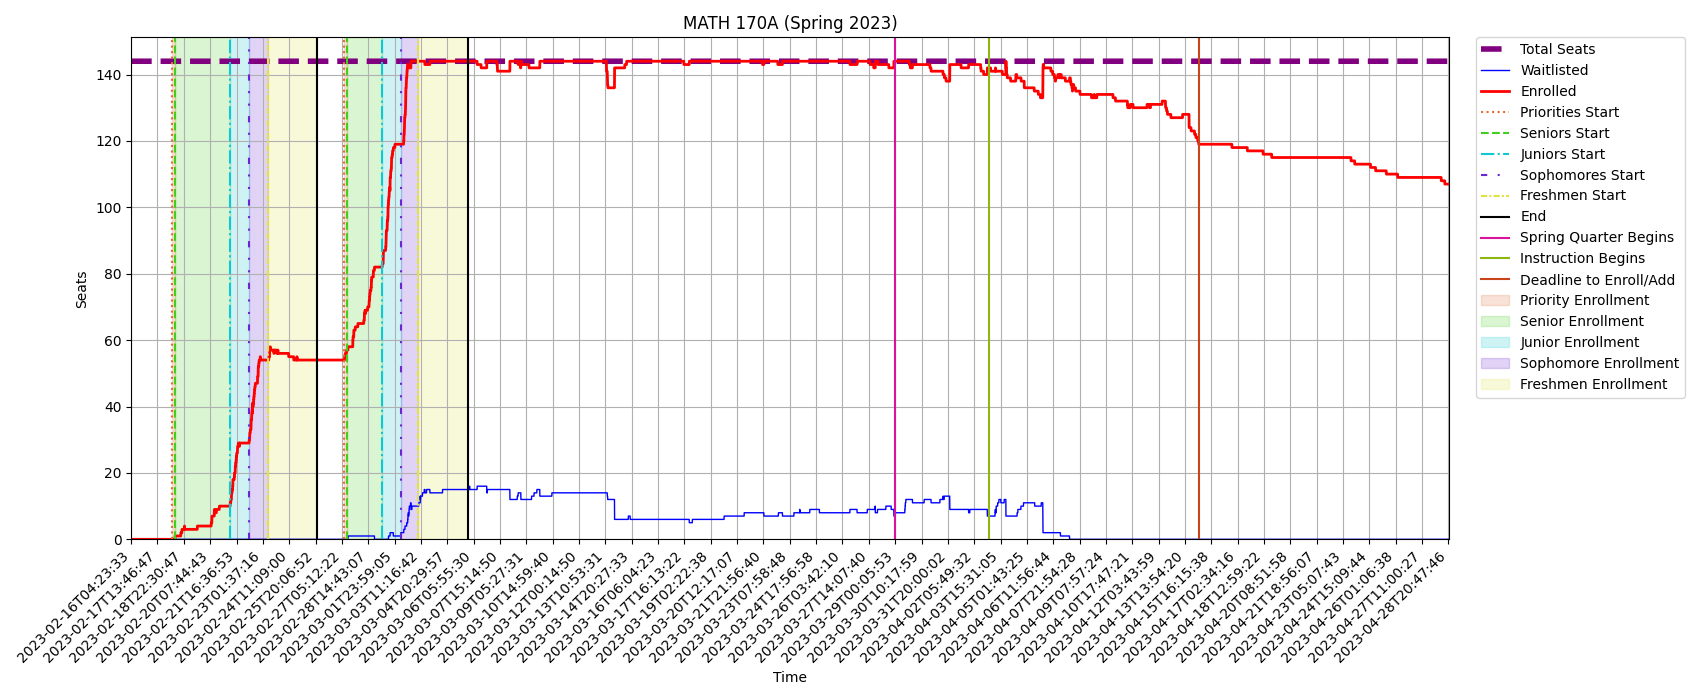 MATH 170A (Spring 2023)
Seats
140
120
100
80
60
40
20
0
2023-02-16T04:23:33
2023-02-17T13:46:47
2023-02-18T22:30:47
2023-02-20T07:44:43
2023-02-21T16:36:53
2023-02-23T01:37:16
2023-02-24T11:09:00
2023-02-25T20:06:52
2023-02-27T05:12:22
2023-02-28T14:43:07
2023-03-01T23:59:05
2023-03-03T11:16:42
2023-03-04T20:29:57
2023-03-06T05:55:30
2023-03-07T15:14:50
2023-03-09T05:27:31
2023-03-10T14:59:40
2023-03-12T00:14:50
2023-03-13T10:53:31
2023-03-14T20:27:33
2023-03-16T06:04:23
2023-03-17T16:13:22
2023-03-19T02:22:38
2023-03-20T12:17:07
2023-03-21T21:56:40
2023-03-23T07:58:48
2023-03-24T17:56:58
2023-03-26T03:42:10
2023-03-27T14:07:40
2023-03-29T00:05:53
2023-03-30T10:17:59
2023-03-31T20:00:02
2023-04-02T05:49:32
2023-04-03T15:31:05
2023-04-05T01:43:25
2023-04-06T11:56:44
2023-04-07T21:54:28
2023-04-09T07:57:24
2023-04-10T17:47:21
2023-04-12T03:43:59
2023-04-13T13:54:20
2023-04-15T16:15:38
2023-04-17T02:34:16
2023-04-18T12:59:22
2023-04-20T08:51:58
2023-04-21T18:56:07
2023-04-23T05:07:43
2023-04-24T15:09:44
2023-04-26T01:06:38
2023-04-27T11:00:27
2023-04-28T20:47:46
Time
Total Seats
Waitlisted
Enrolled
Priorities Start
Seniors Start
Juniors Start
Sophomores Start
Freshmen Start
End
Spring Quarter Begins
Instruction Begins
Deadline to Enroll/Add
Priority Enrollment
Senior Enrollment
Junior Enrollment
Sophomore Enrollment
Freshmen Enrollment